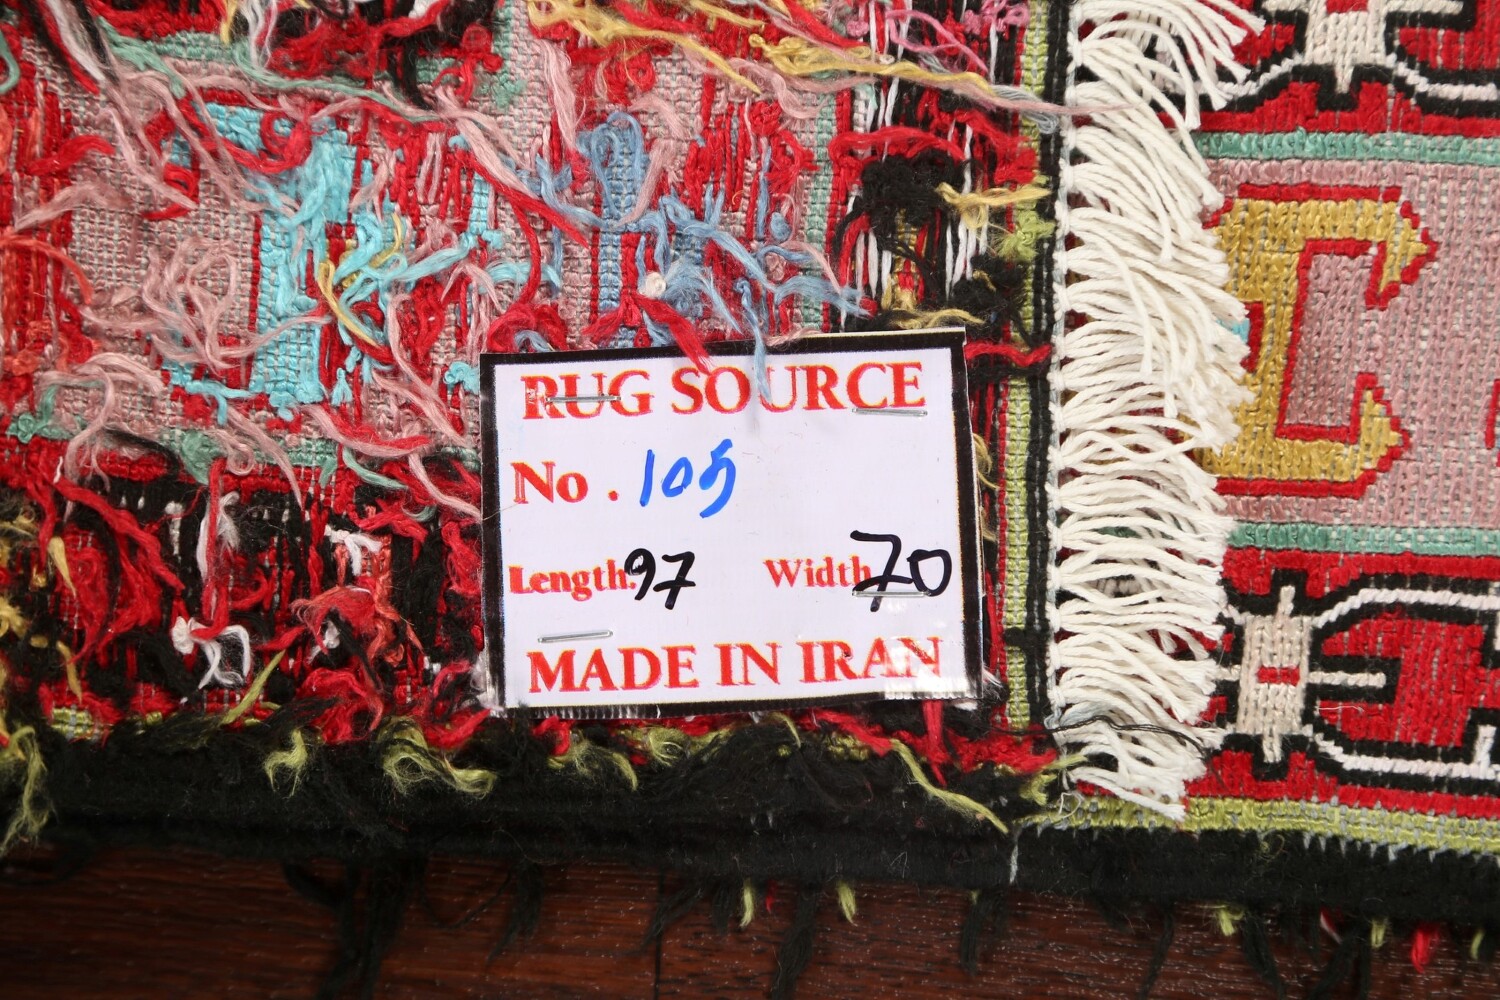 RUG SOURCE
No . 105
Length. 97 Width 70
MADE IN IRAN